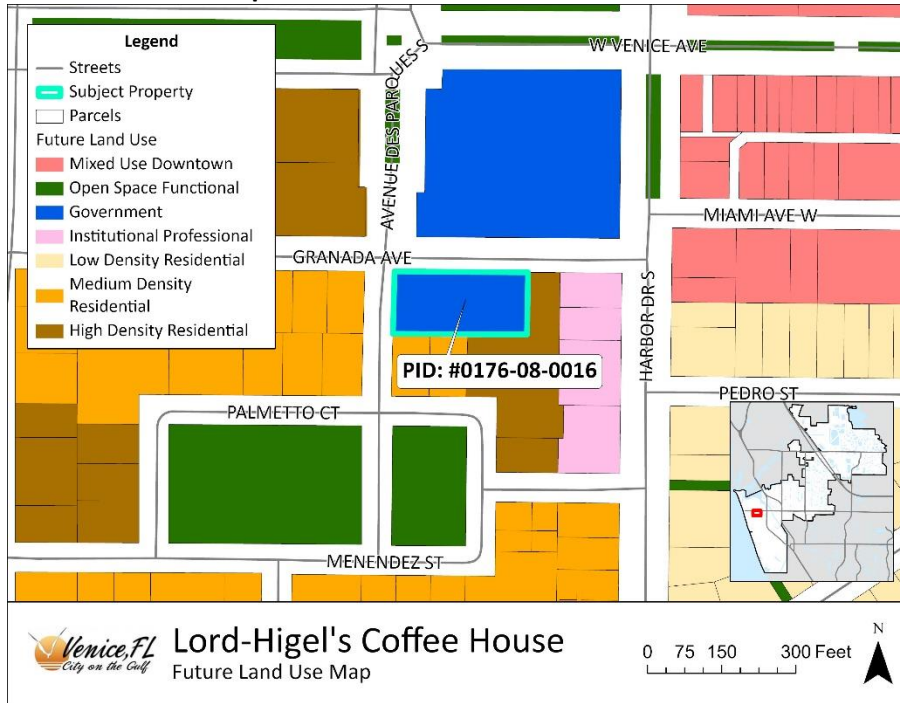 Legend
Streets
Subject Property
Parcels
Future Land Use
Mixed Use Downtown
Open Space Functional
Government
Institutional Professional
Low Density Residential
Medium Density
Residential
High Density Residential
W VENICE AVE
AVENUE DES PARQUES S
MIAMI AVE W
GRANADA AVE
HARBOR DR S
PID: #0176-08-0016
PEDRO ST
PALMETTO CT
MENENDEZ ST
Venice, FL
City on the Gulf
Lord-Higel's Coffee House
Future Land Use Map
0 75 150 300 Feet
N